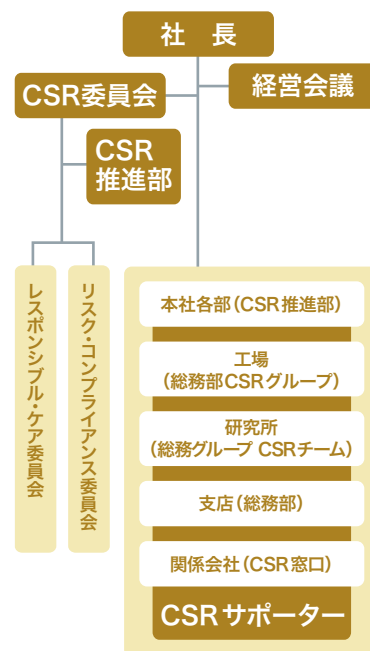 社 長
経営会議
CSR委員会
CSR
推進部
レスポンシブル・ケア委員会
リスク・コンプライアンス委員会
本社各部(CSR推進部)
工場
(総務部CSRグループ)
研究所
(総務グループ CSRチーム)
支店(総務部)
関係会社(CSR窓口)
CSRサポーター